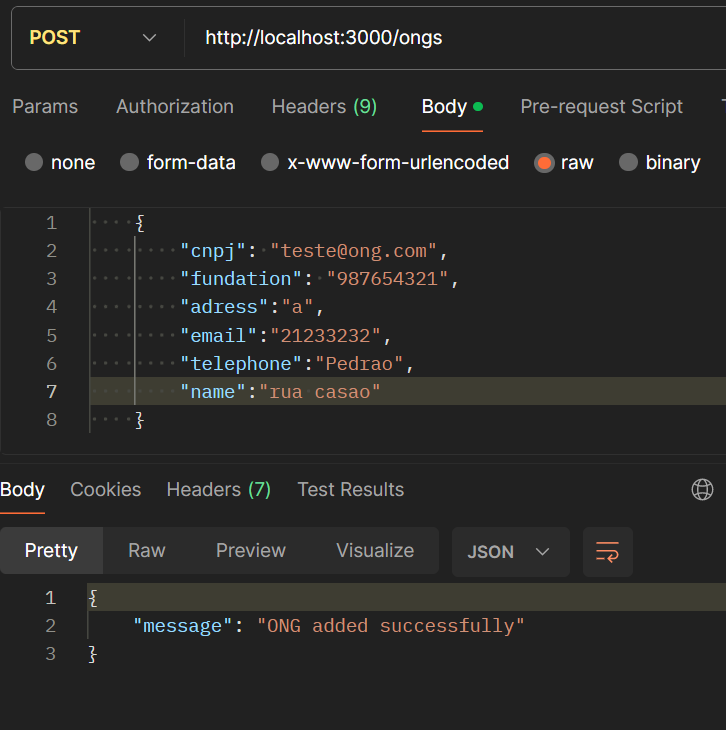 POST http://localhost:3000/ongs
Params Authorization Headers (9) Body Pre-request Script
none form-data x-www-form-urlencoded raw binary
1 {
2 "cnpj": "teste@ong.com",
3 "fundation": "987654321",
4 "adress":"a",
5 "email":"21233232",
6 "telephone":"Pedrao",
7 "name":"rua casao"
8 }
Body Cookies Headers (7) Test Results
Pretty Raw Preview Visualize JSON
1 {
2 "message": "ONG added successfully"
3 }